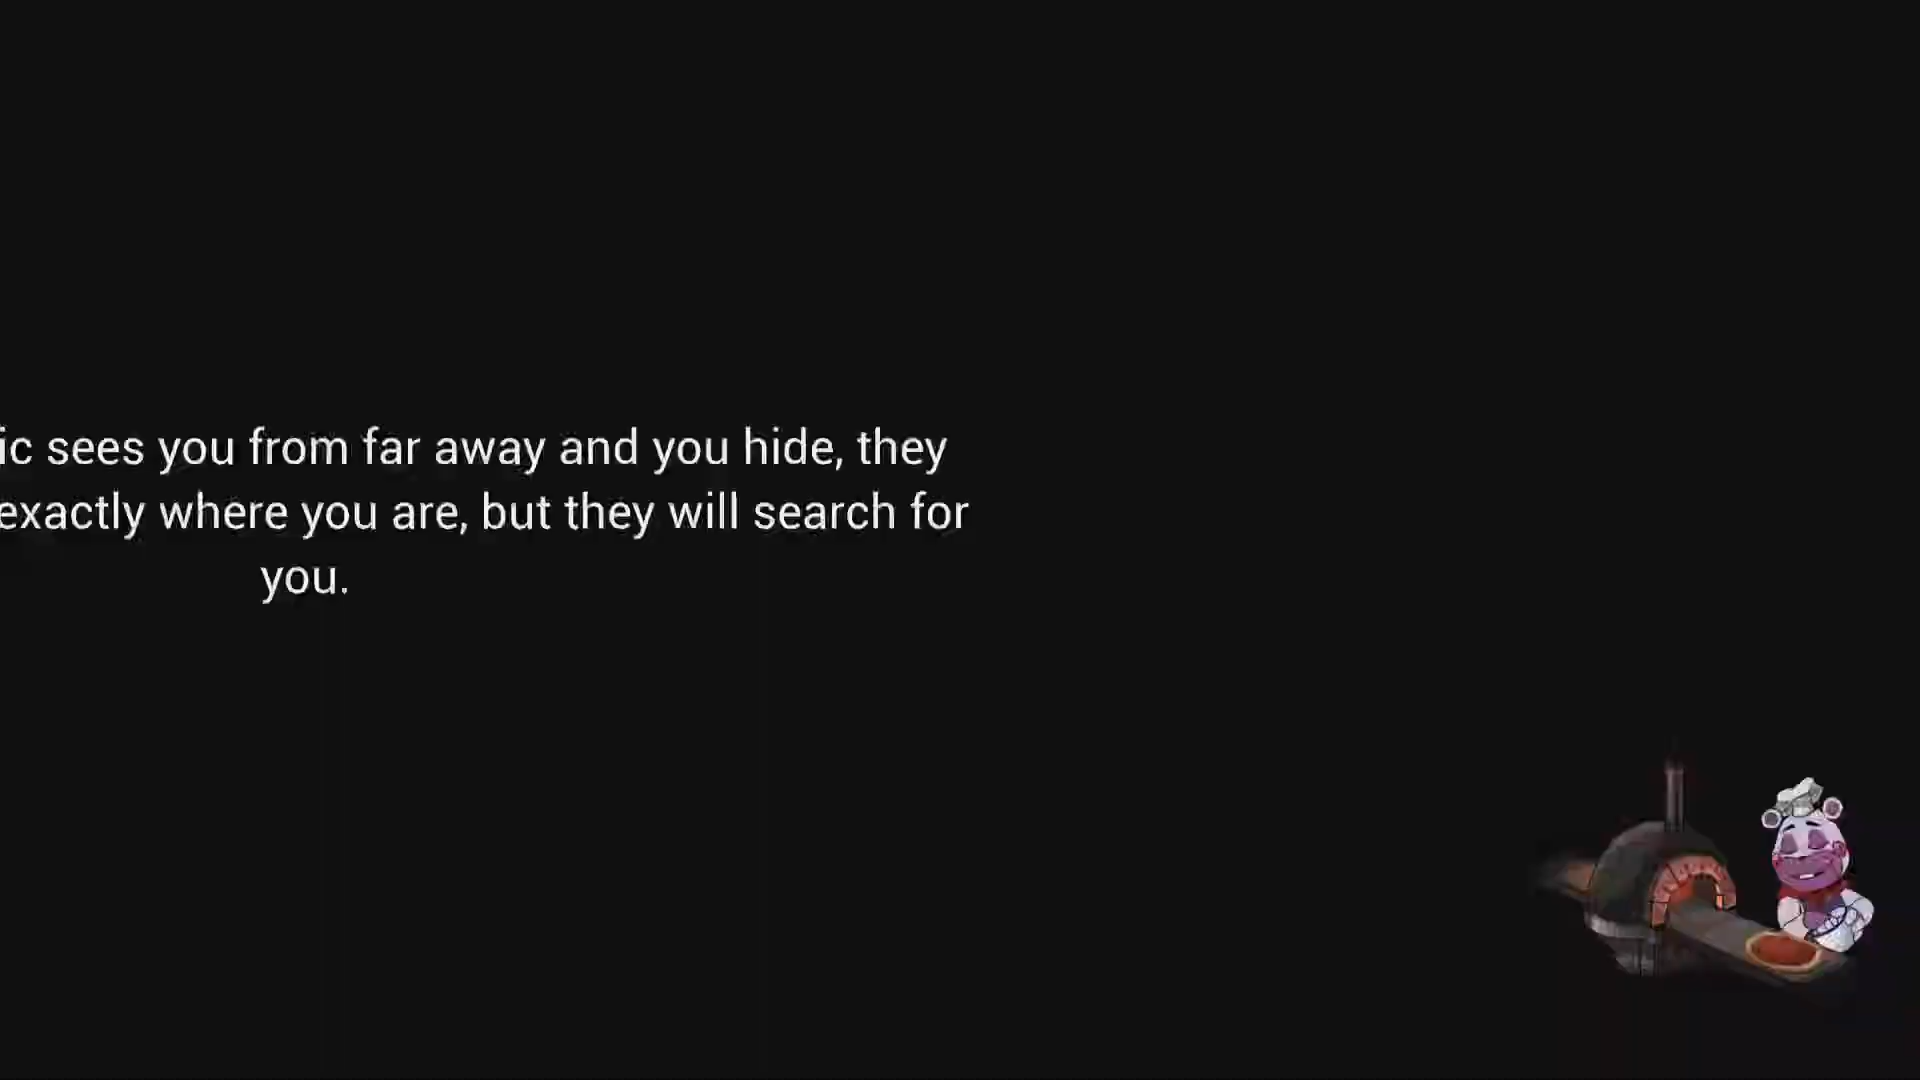 ic sees you from far away and you hide, they
exactly where you are, but they will search for
you.